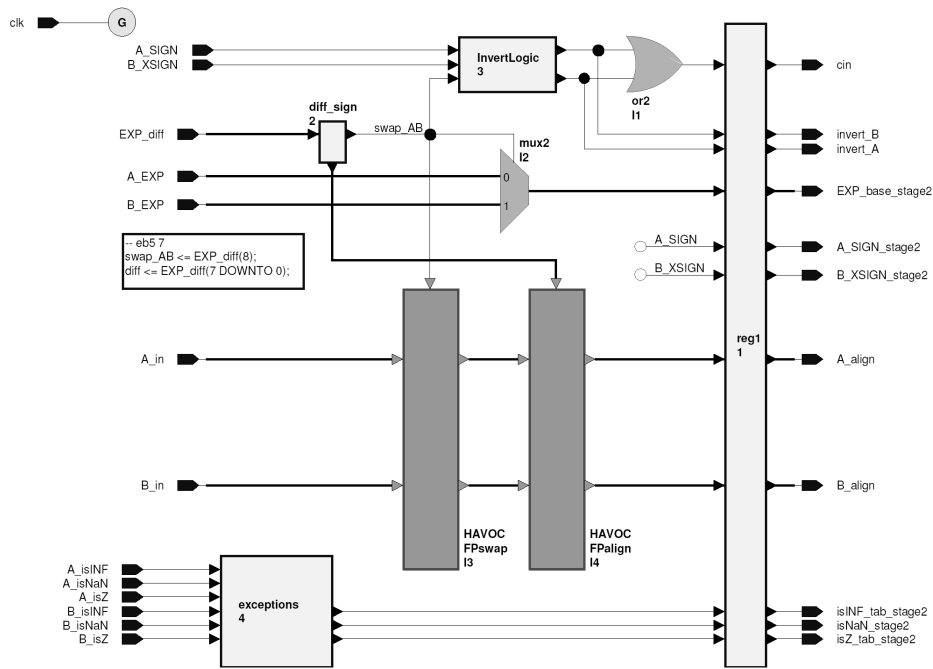 clk
G
A_SIGN
B_XSIGN
InvertLogic
3
cin
or2
I1
diff_sign
2
EXP_diff
swap_AB
invert_B
invert_A
mux2
I2
A_EXP
0
EXP_base_stage2
B_EXP
1
-- eb5 7
swap_AB <= EXP_diff(8);
diff <= EXP_diff(7 DOWNTO 0);
A_SIGN
A_SIGN_stage2
B_XSIGN
B_XSIGN_stage2
reg1
1
A_in
A_align
B_in
B_align
HAVOC
FPswap
I3
HAVOC
FPalign
I4
A_isINF
A_isNaN
A_isZ
B_isINF
B_isNaN
B_isZ
exceptions
4
isINF_tab_stage2
isNaN_stage2
isZ_tab_stage2